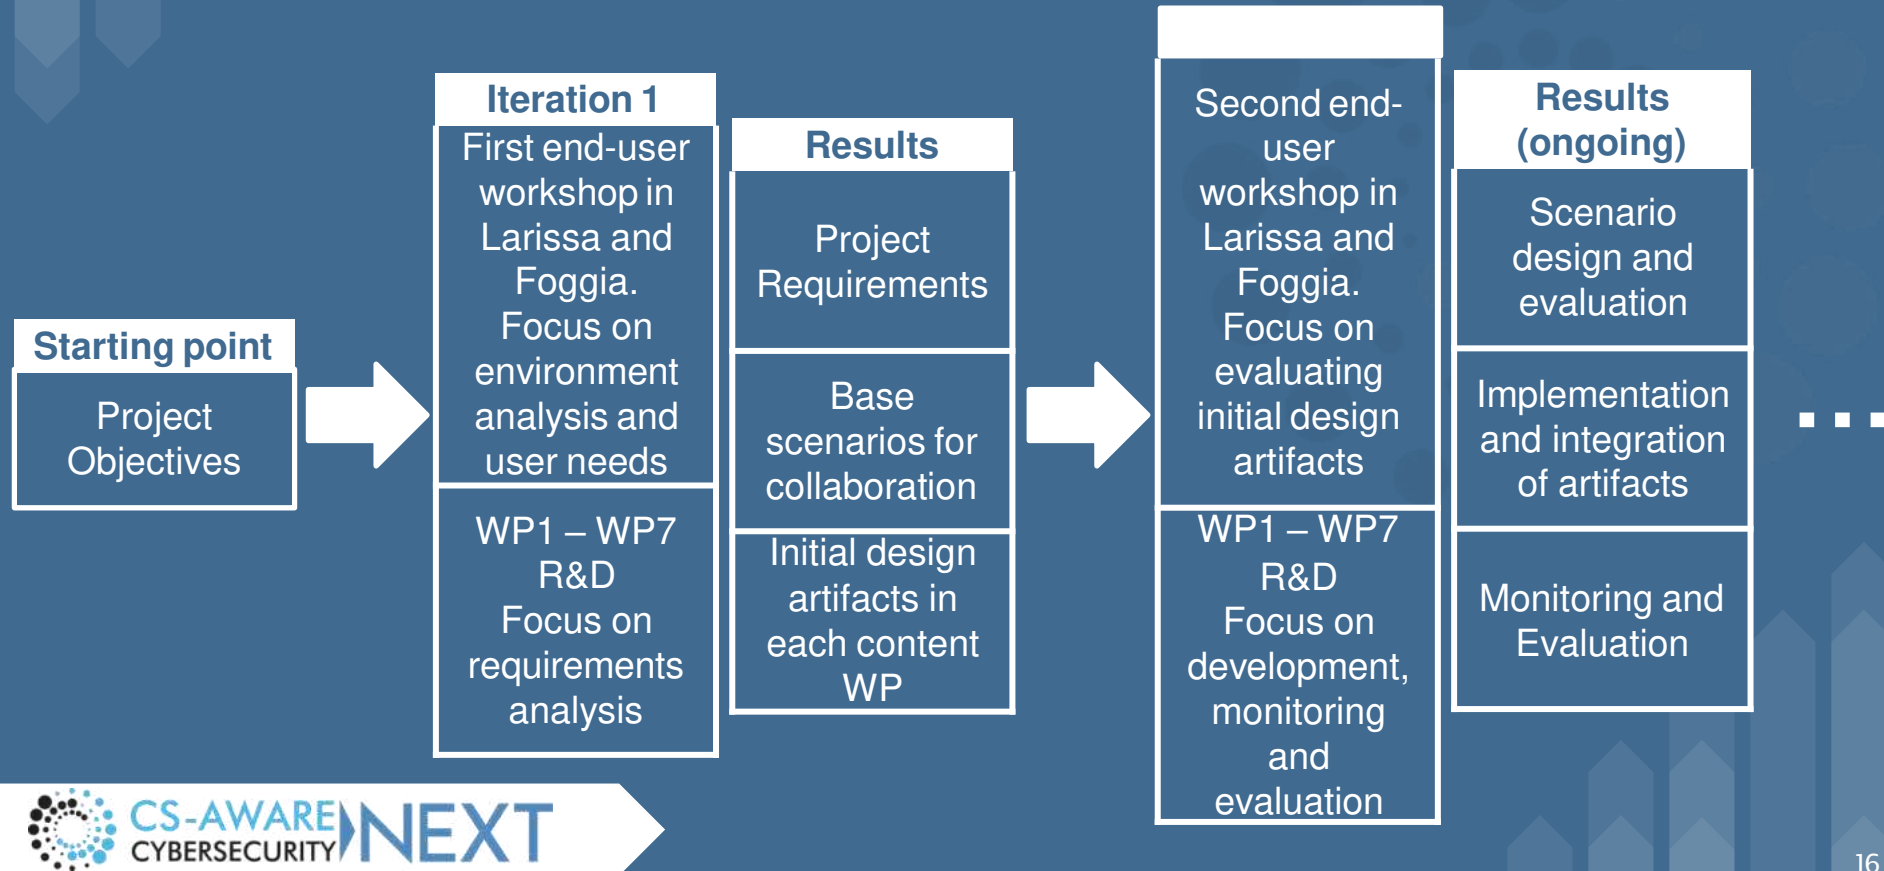 Starting point
Project
Objectives
Iteration 1
First end-user
workshop in
Larissa and
Foggia.
Focus on
environment
analysis and
user needs
WP1 – WP7
R&D
Focus on
requirements
analysis
Results
Project
Requirements
Base
scenarios for
collaboration
Initial design
artifacts in
each content
WP
Second end-
user
workshop in
Larissa and
Foggia.
Focus on
evaluating
initial design
artifacts
WP1 – WP7
R&D
Focus on
development,
monitoring
and
evaluation
Results
(ongoing)
Scenario
design and
evaluation
Implementation
and integration
of artifacts
Monitoring and
Evaluation
...
CS-AWARE
CYBERSECURITY
NEXT
16